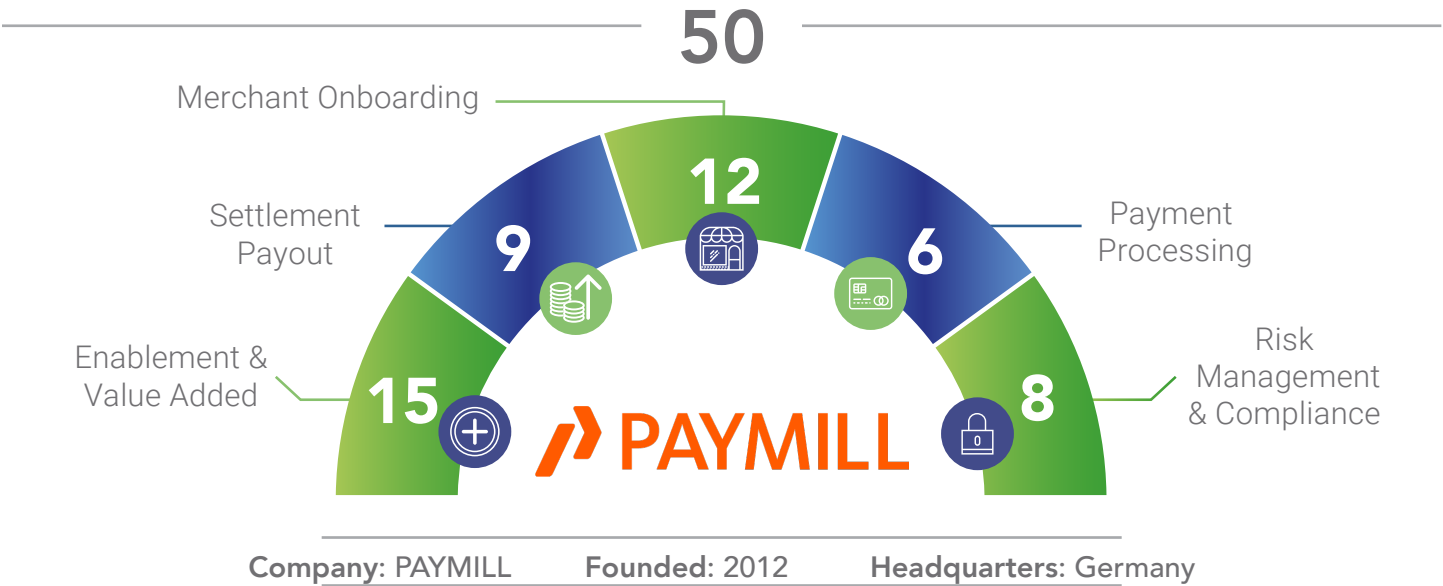 50
Merchant Onboarding
12
Settlement
Payout
9
6
Payment
Processing
Enablement &
Value Added
15
8
Risk
Management
& Compliance
0
PAYMILL
Company: PAYMILL Founded: 2012 Headquarters: Germany